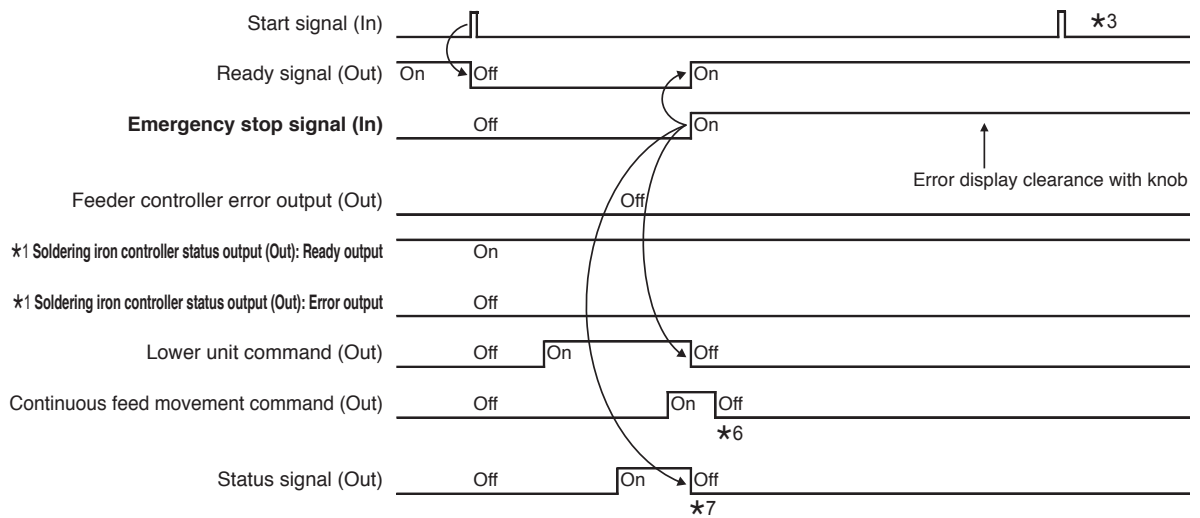 Start signal (In)
★3
Ready signal (Out) On Off On
Emergency stop signal (In) Off On
Error display clearance with knob
Feeder controller error output (Out) Off
★1 Soldering iron controller status output (Out): Ready output On
★1 Soldering iron controller status output (Out): Error output Off
Lower unit command (Out) Off On Off
Continuous feed movement command (Out) Off On Off
★6
Status signal (Out) Off On Off
★7